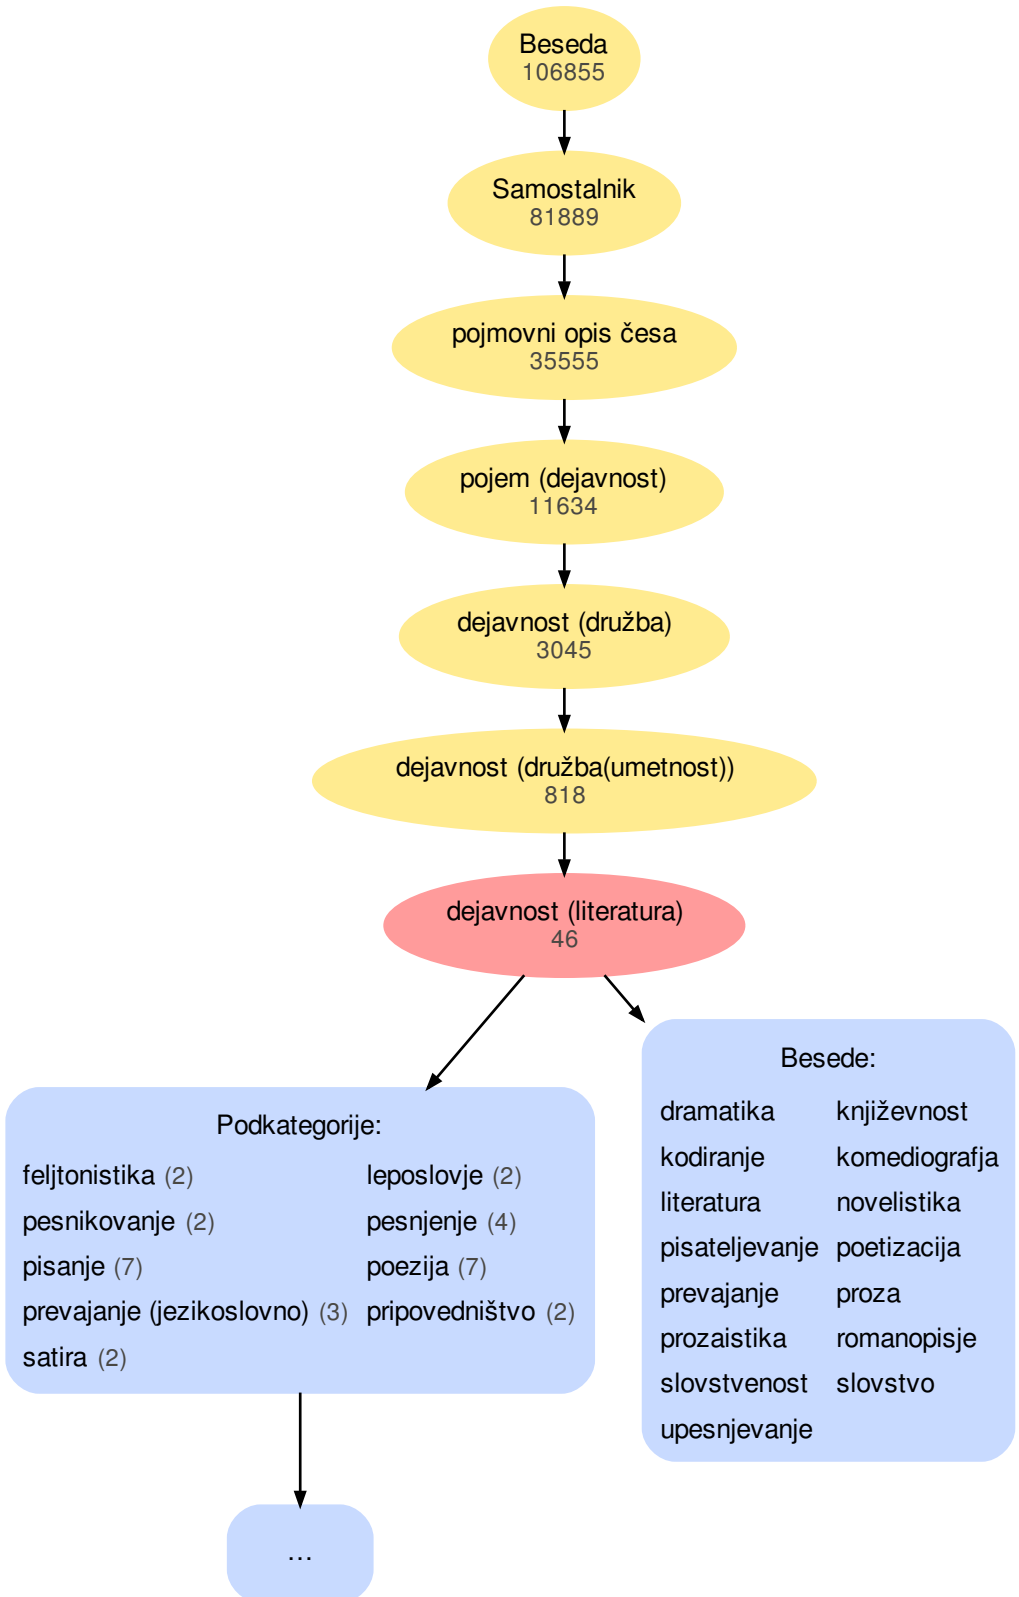 Beseda
106855
Samostalnik
81889
pojmovni opis česa
35555
pojem (dejavnost)
11634
dejavnost (družba)
3045
dejavnost (družba(umetnost))
818
dejavnost (literatura)
46
Podkategorije:
feljtonistika (2) leposlovje (2)
pesnikovanje (2) pesnjenje (4)
pisanje (7) poezija (7)
prevajanje (jezikoslovno) (3) pripovedništvo (2)
satira (2)
Besede:
dramatika književnost
kodiranje komediografja
literatura novelistika
pisateljevanje poetizacija
prevajanje proza
prozaistika romanopisje
slovstvenost slovstvo
upesnjevanje
...